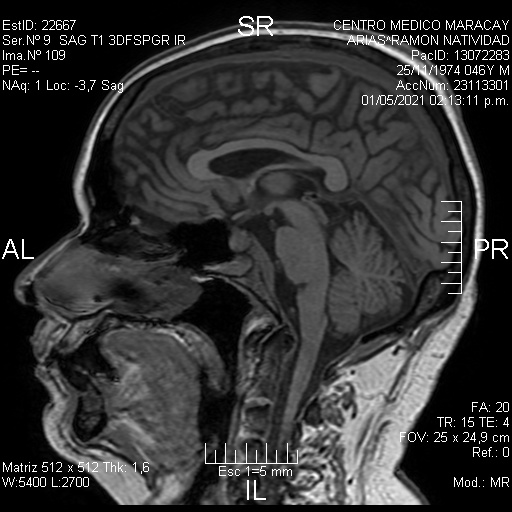 EstID: 22667
Ser.Nº 9 SAG T1 3DFSPGR IR
Ima.Nº 109
PE= --
NAq: 1 Loc: -3,7 Sag
SR
CENTRO MEDICO MARACAY
ARIAS^RAMON NATIVIDAD
PacID: 13072283
25/11/1974 046Y M
AccNum: 23113301
01/05/2021 02:13:11 p.m.
AL
PR
FA: 20
TR: 15 TE: 4
FOV: 25 x 24,9 cm
Ref.: 0
Mod.: MR
Matriz 512 x 512 Thk: 1,6
W:5400 L:2700
Esc 1=5 mm
IL